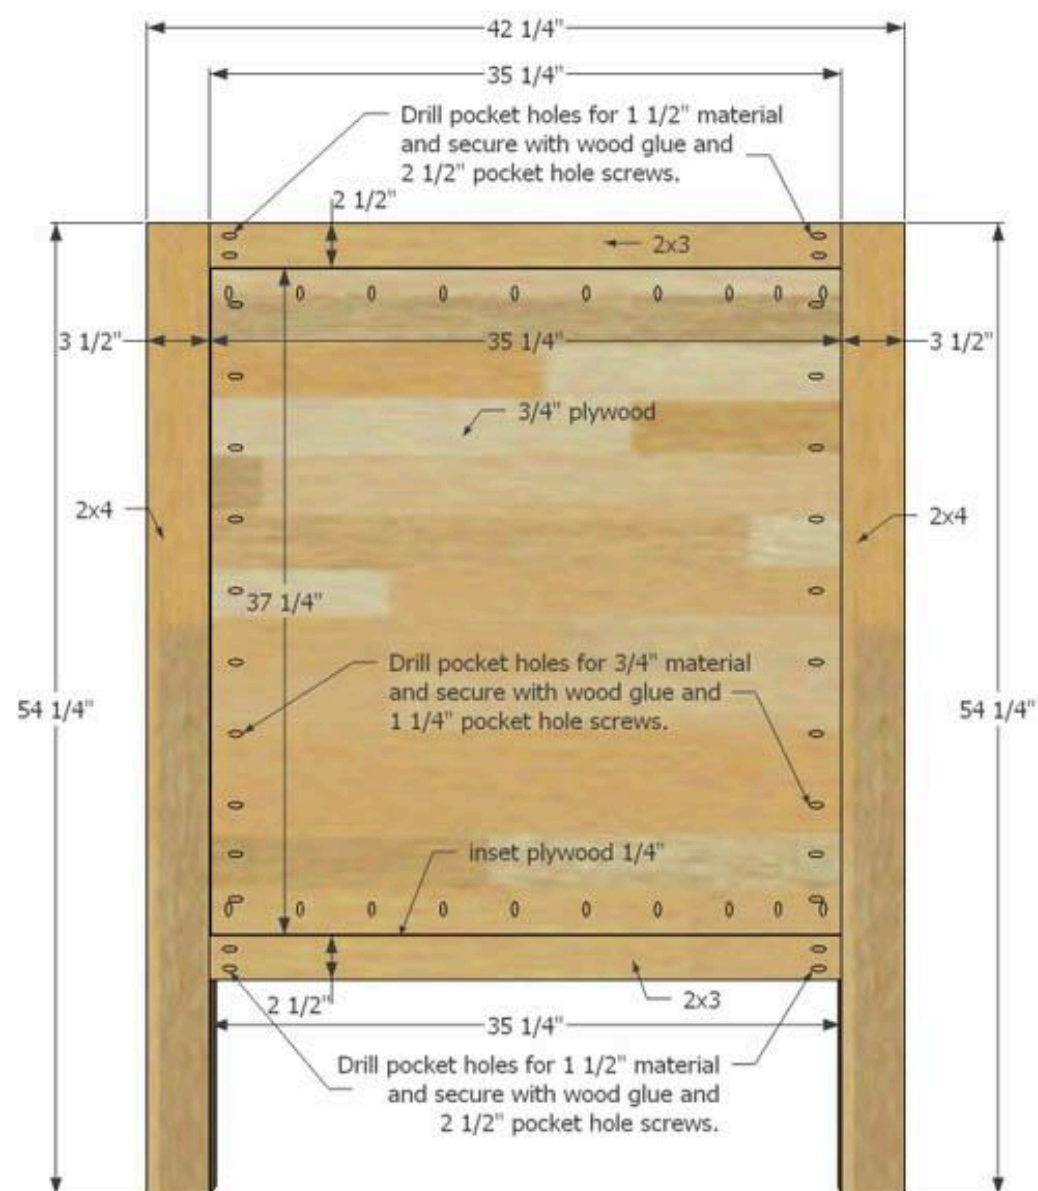 42 1/4"
35 1/4"
Drill pocket holes for 1 1/2" material
and secure with wood glue and
2 1/2" pocket hole screws.
2 1/2"
2x3
3 1/2"
35 1/4"
3 1/2"
3/4" plywood
2x4
2x4
37 1/4"
Drill pocket holes for 3/4" material
and secure with wood glue and
1 1/4" pocket hole screws.
54 1/4"
54 1/4"
inset plywood 1/4"
2 1/2"
2x3
35 1/4"
Drill pocket holes for 1 1/2" material
and secure with wood glue and
2 1/2" pocket hole screws.